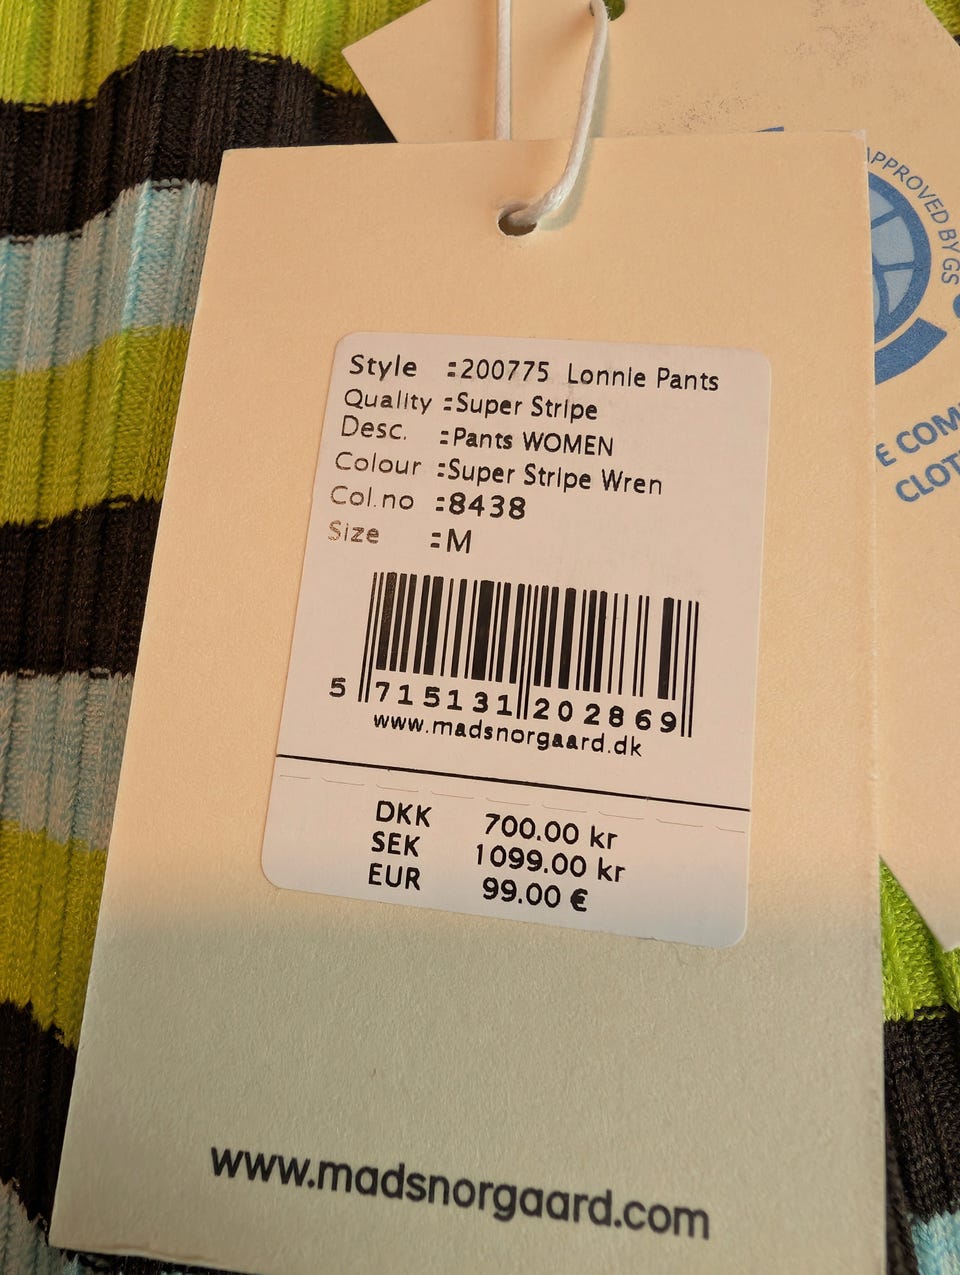 APPROVED BY GS
E COM
CLOT
Style :200775 Lonnie Pants
Quality :Super Stripe
Desc. :Pants WOMEN
Colour :Super Stripe Wren
Col.no :8438
Size :M
5 715131 202869
www.madsnorgaard.dk
DKK 700.00 kr
SEK 1099.00 kr
EUR 99.00 €
www.madsnorgaard.com